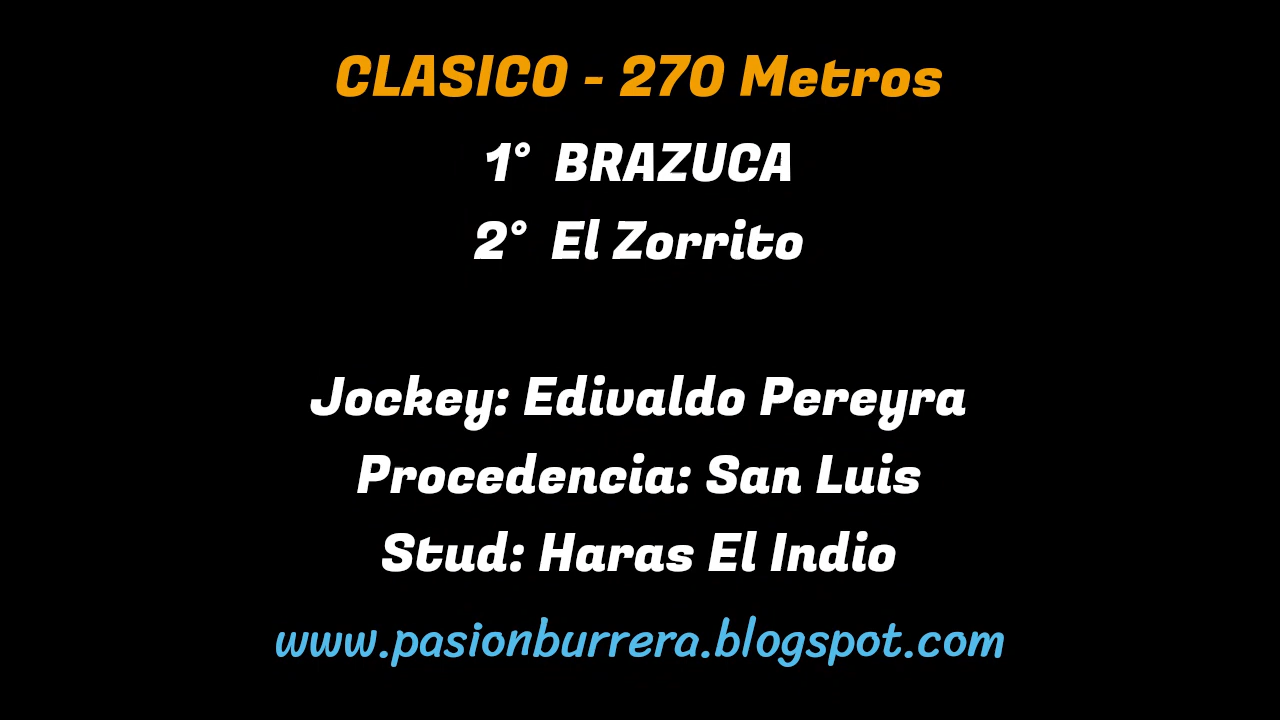 CLASICO - 270 Metros
1° BRAZUCA
2° El Zorrito
Jockey: Edivaldo Pereyra
Procedencia: San Luis
Stud: Haras El Indio
www.pasionburrera.blogspot.com